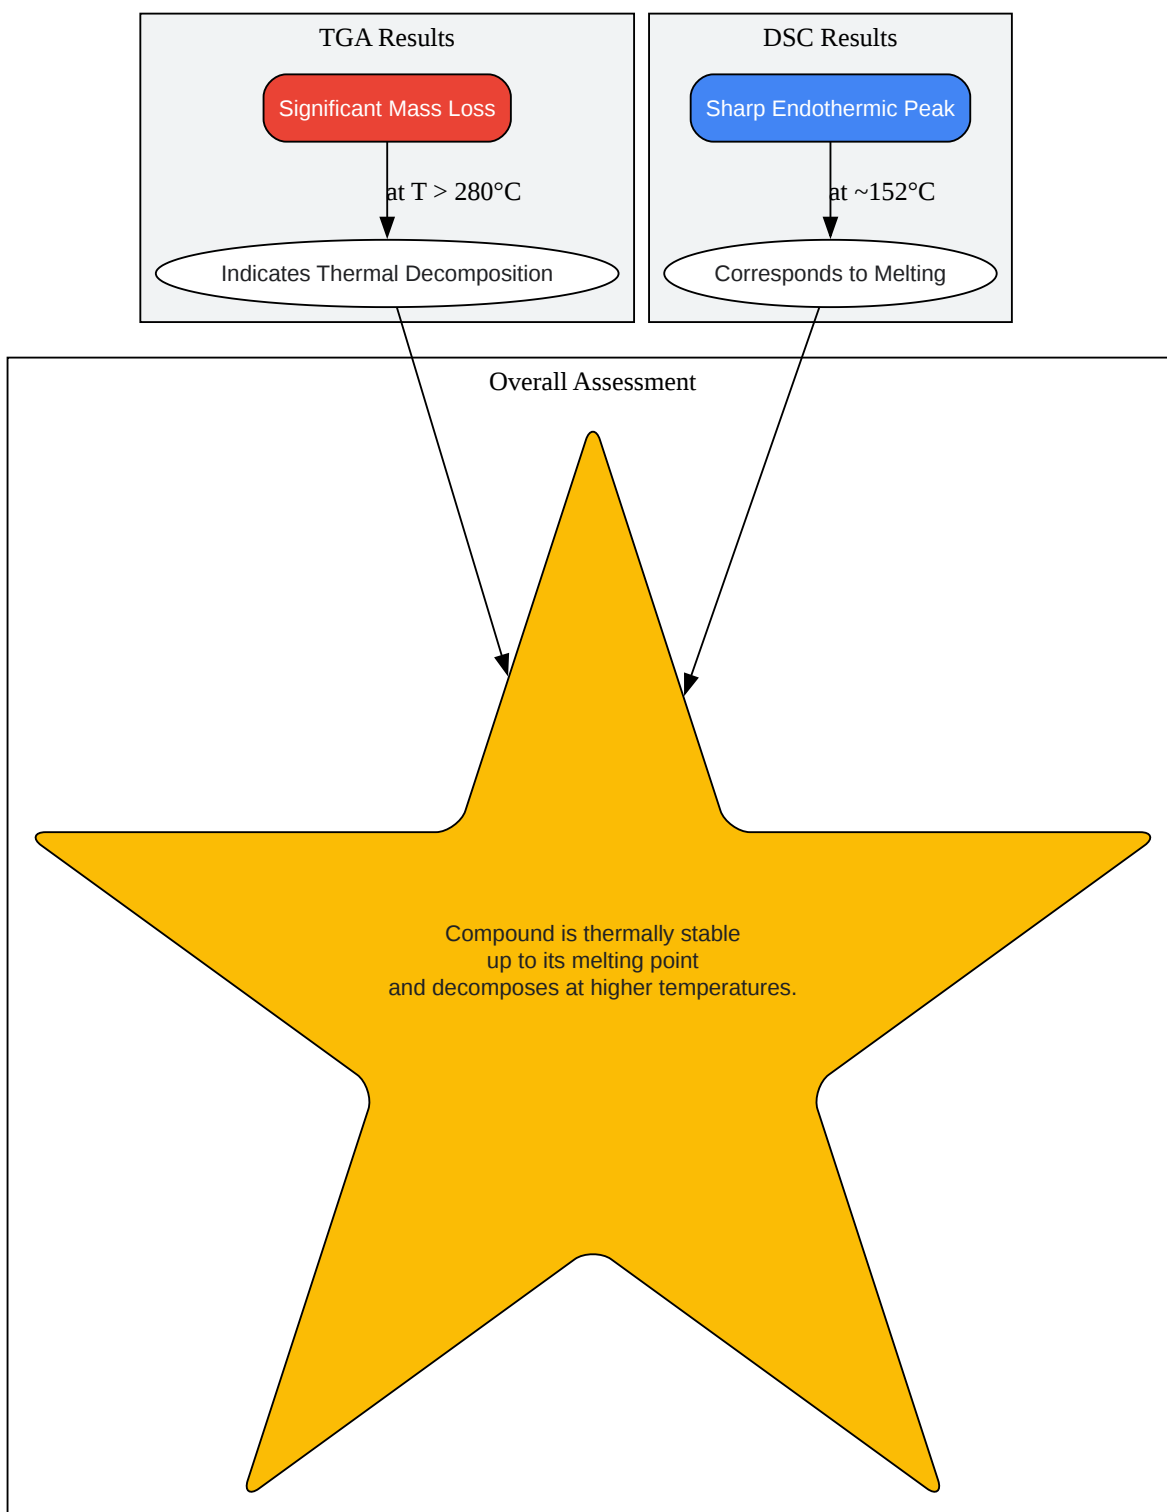 TGA Results
Significant Mass Loss
at T > 280°C
Indicates Thermal Decomposition
DSC Results
Sharp Endothermic Peak
at ~152°C
Corresponds to Melting
Overall Assessment
Compound is thermally stable
up to its melting point
and decomposes at higher temperatures.